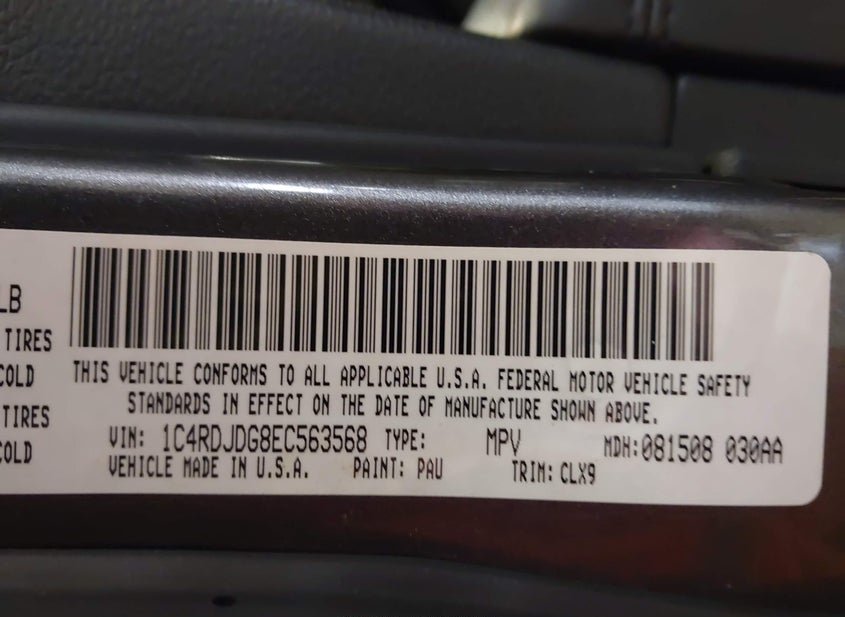 LB
TIRES
COLD
TIRES
COLD
THIS VEHICLE CONFORMS TO ALL APPLICABLE U.S.A. FEDERAL MOTOR VEHICLE SAFETY
STANDARDS IN EFFECT ON THE DATE OF MANUFACTURE SHOWN ABOVE.
VIN: 1C4RDJDG8EC563568 TYPE: MPV MDH:081508 030AA
VEHICLE MADE IN U.S.A. PAINT: PAU TRIM: CLX9